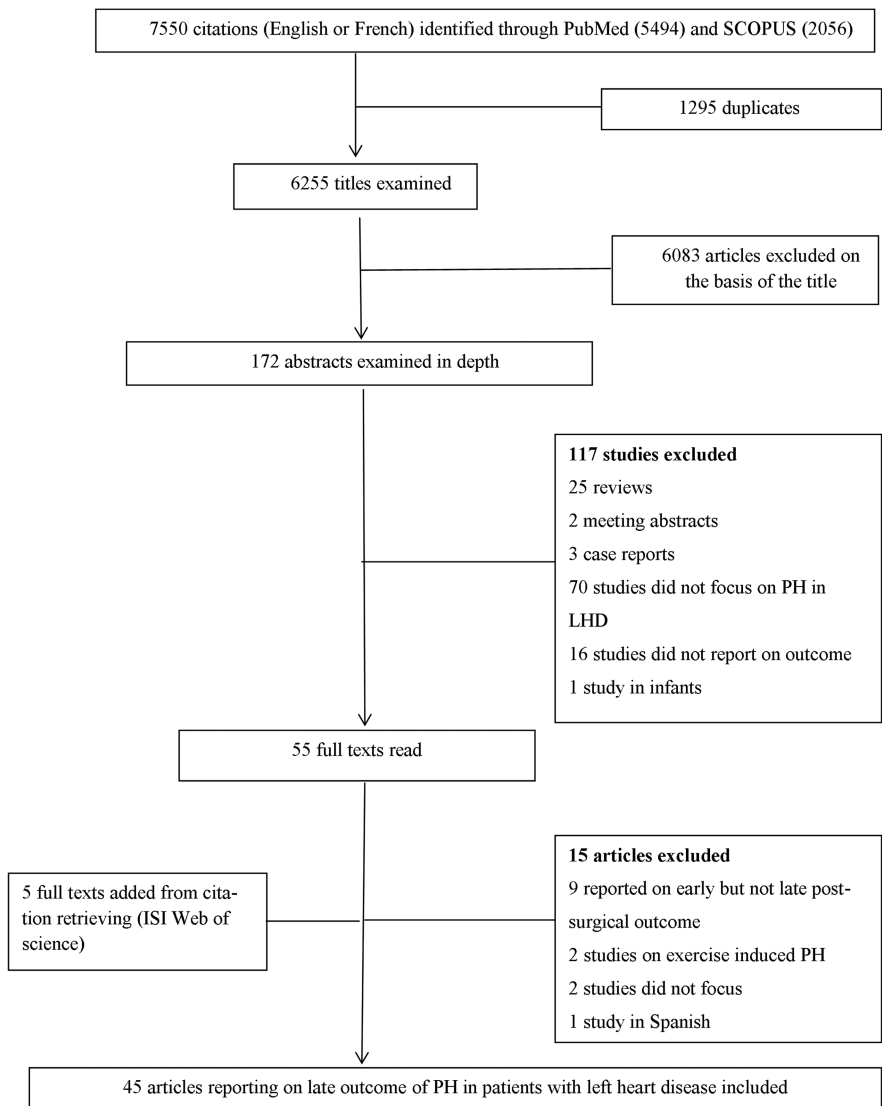 7550 citations (English or French) identified through PubMed (5494) and SCOPUS (2056)
1295 duplicates
6255 titles examined
6083 articles excluded on
the basis of the title
172 abstracts examined in depth
117 studies excluded
25 reviews
2 meeting abstracts
3 case reports
70 studies did not focus on PH in
LHD
16 studies did not report on outcome
1 study in infants
55 full texts read
5 full texts added from cita-
tion retrieving (ISI Web of
science)
15 articles excluded
9 reported on early but not late post-
surgical outcome
2 studies on exercise induced PH
2 studies did not focus
1 study in Spanish
45 articles reporting on late outcome of PH in patients with left heart disease included